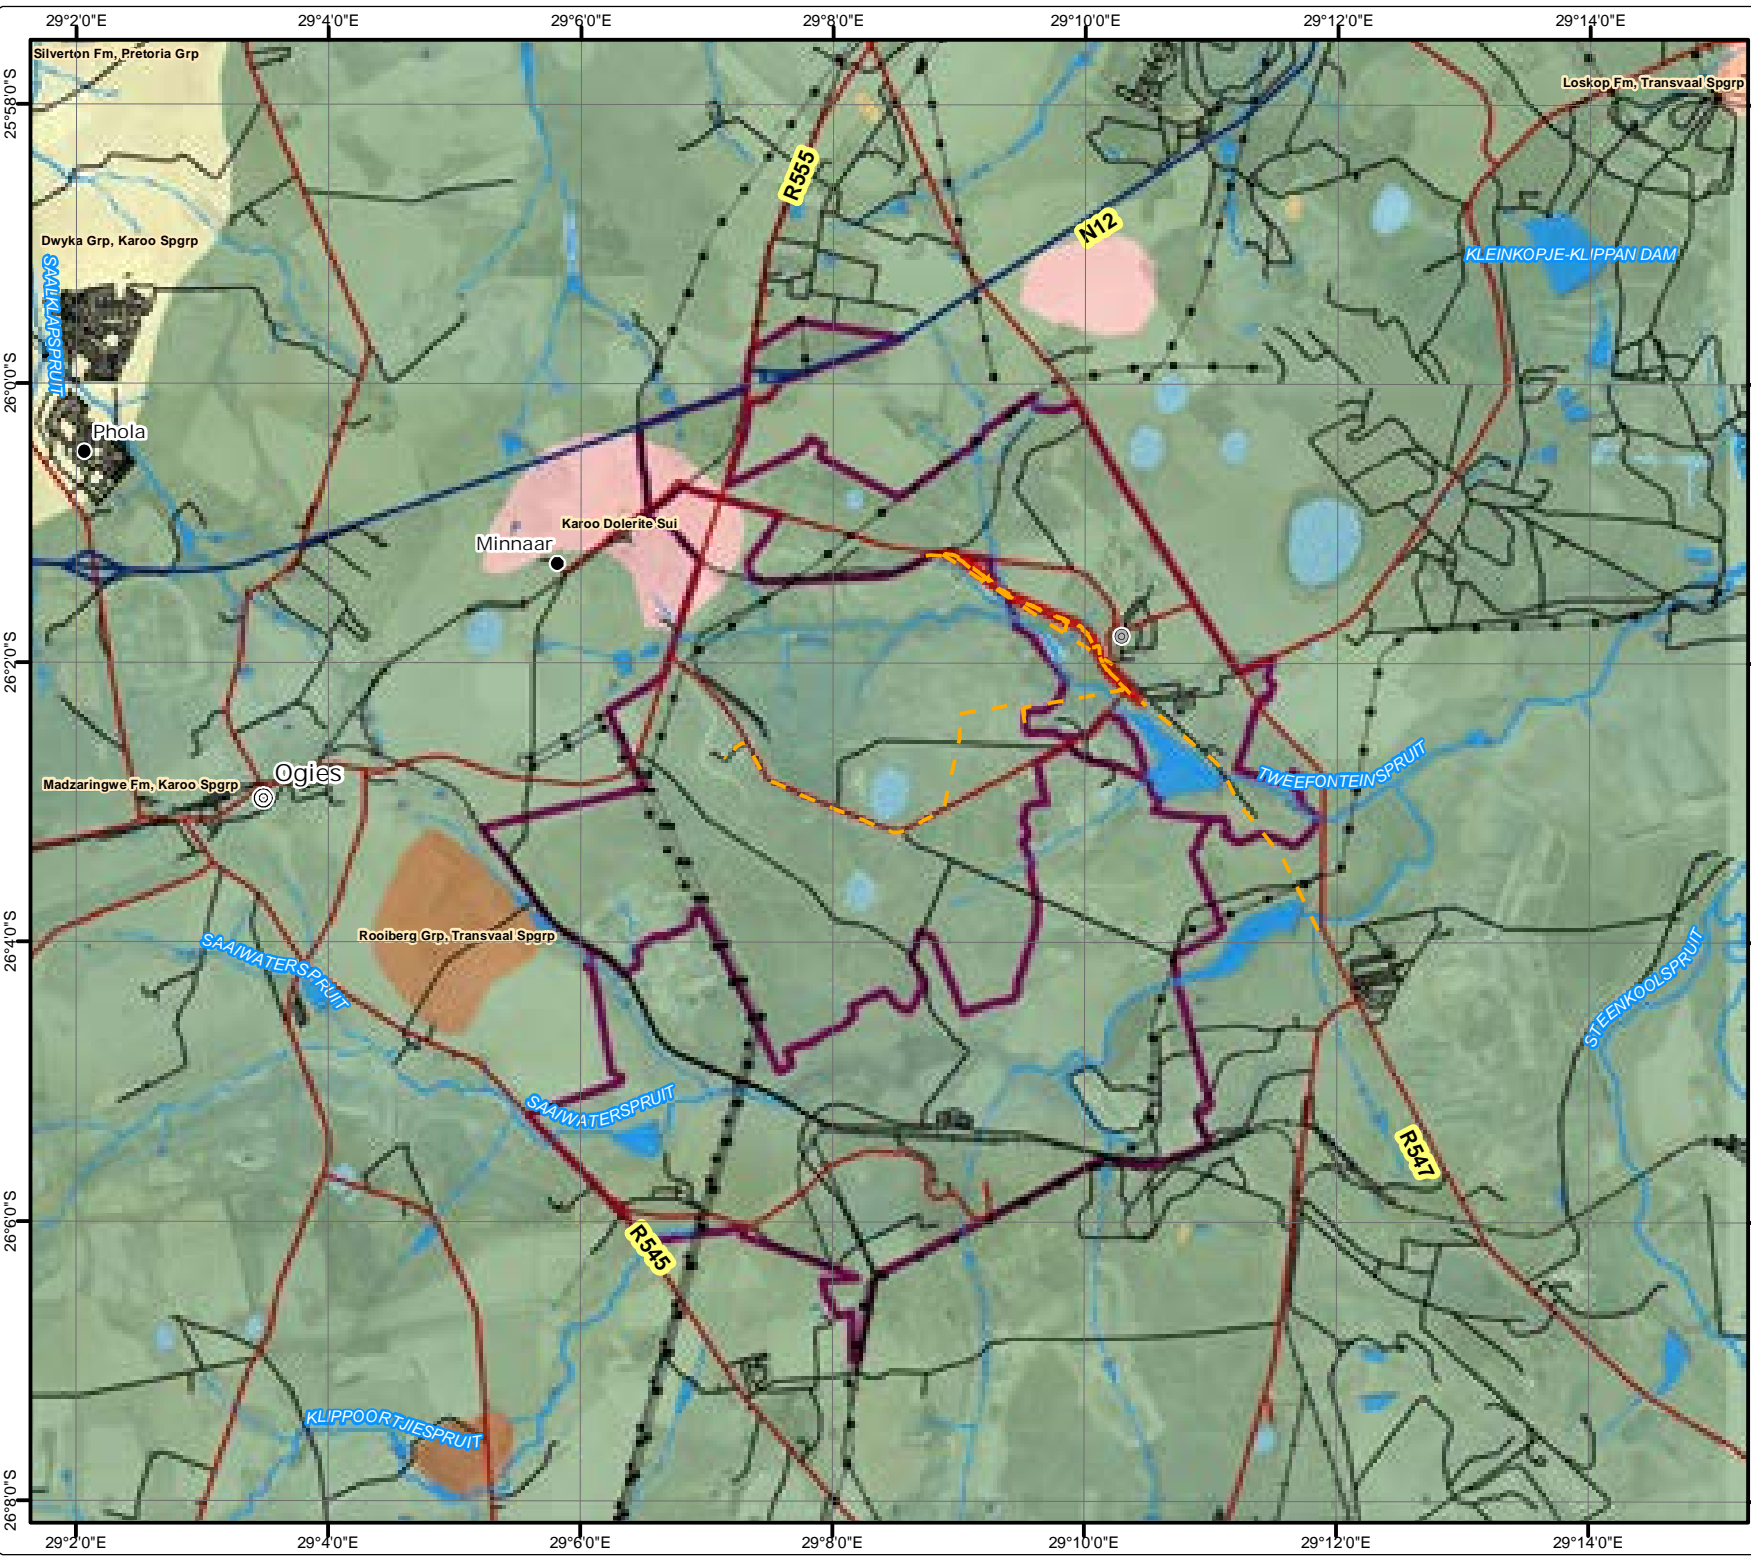 29°2'0"E 29°4'0"E 29°6'0"E 29°8'0"E 29°10'0"E 29°12'0"E 29°14'0"E
Silverton Fm, Pretoria Grp
Loskop Fm, Transvaal Spgrp
25°58'0"S
R555
N12
Dwyka Grp, Karoo Spgrp
KLEINKOPJE-KLIPPAN DAM
SAALKLAPSPRUIT
26°0'0"S
Phola
Karoo Dolerite Sui
Minnaar
26°2'0"S
TWEEFONTEINSPRUIT
Ogies
Madzaringwe Fm, Karoo Spgrp
Rooiberg Grp, Transvaal Spgrp
26°4'0"S
SAAIWATERSPRUIT
STEENKOOLSPRUIT
SAAIWATERSPRUIT
R547
26°6'0"S
R545
KLIPPOORTJIESPRUIT
26°8'0"S
29°2'0"E 29°4'0"E 29°6'0"E 29°8'0"E 29°10'0"E 29°12'0"E 29°14'0"E